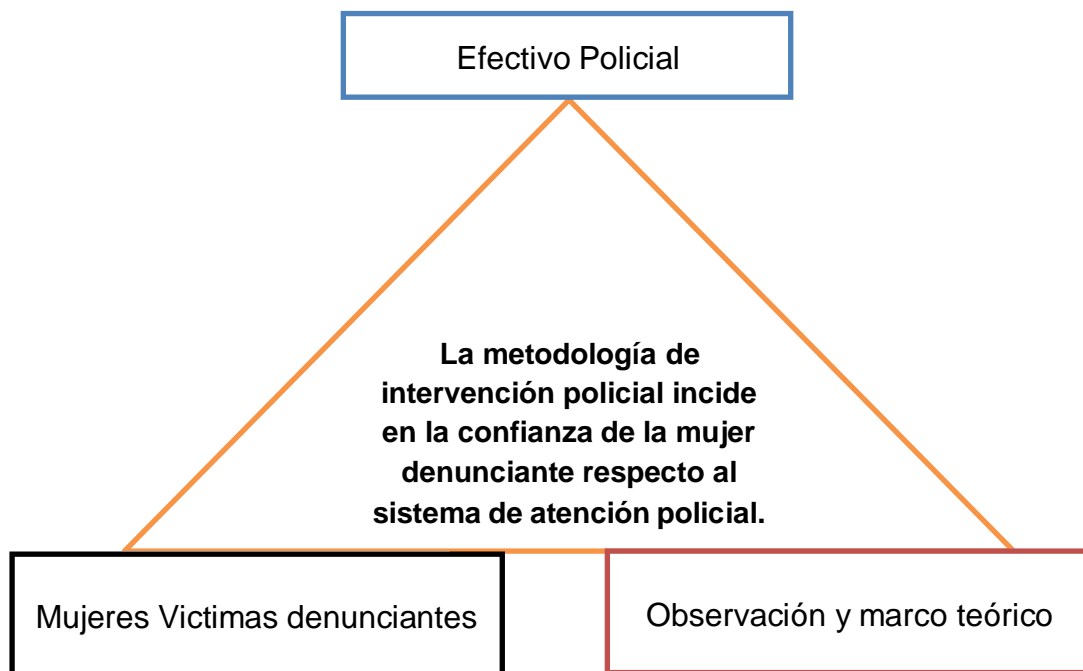 Efectivo Policial
La metodología de
intervención policial incide
en la confianza de la mujer
denunciante respecto al
sistema de atención policial.
Mujeres Victimas denunciantes
Observación y marco teórico